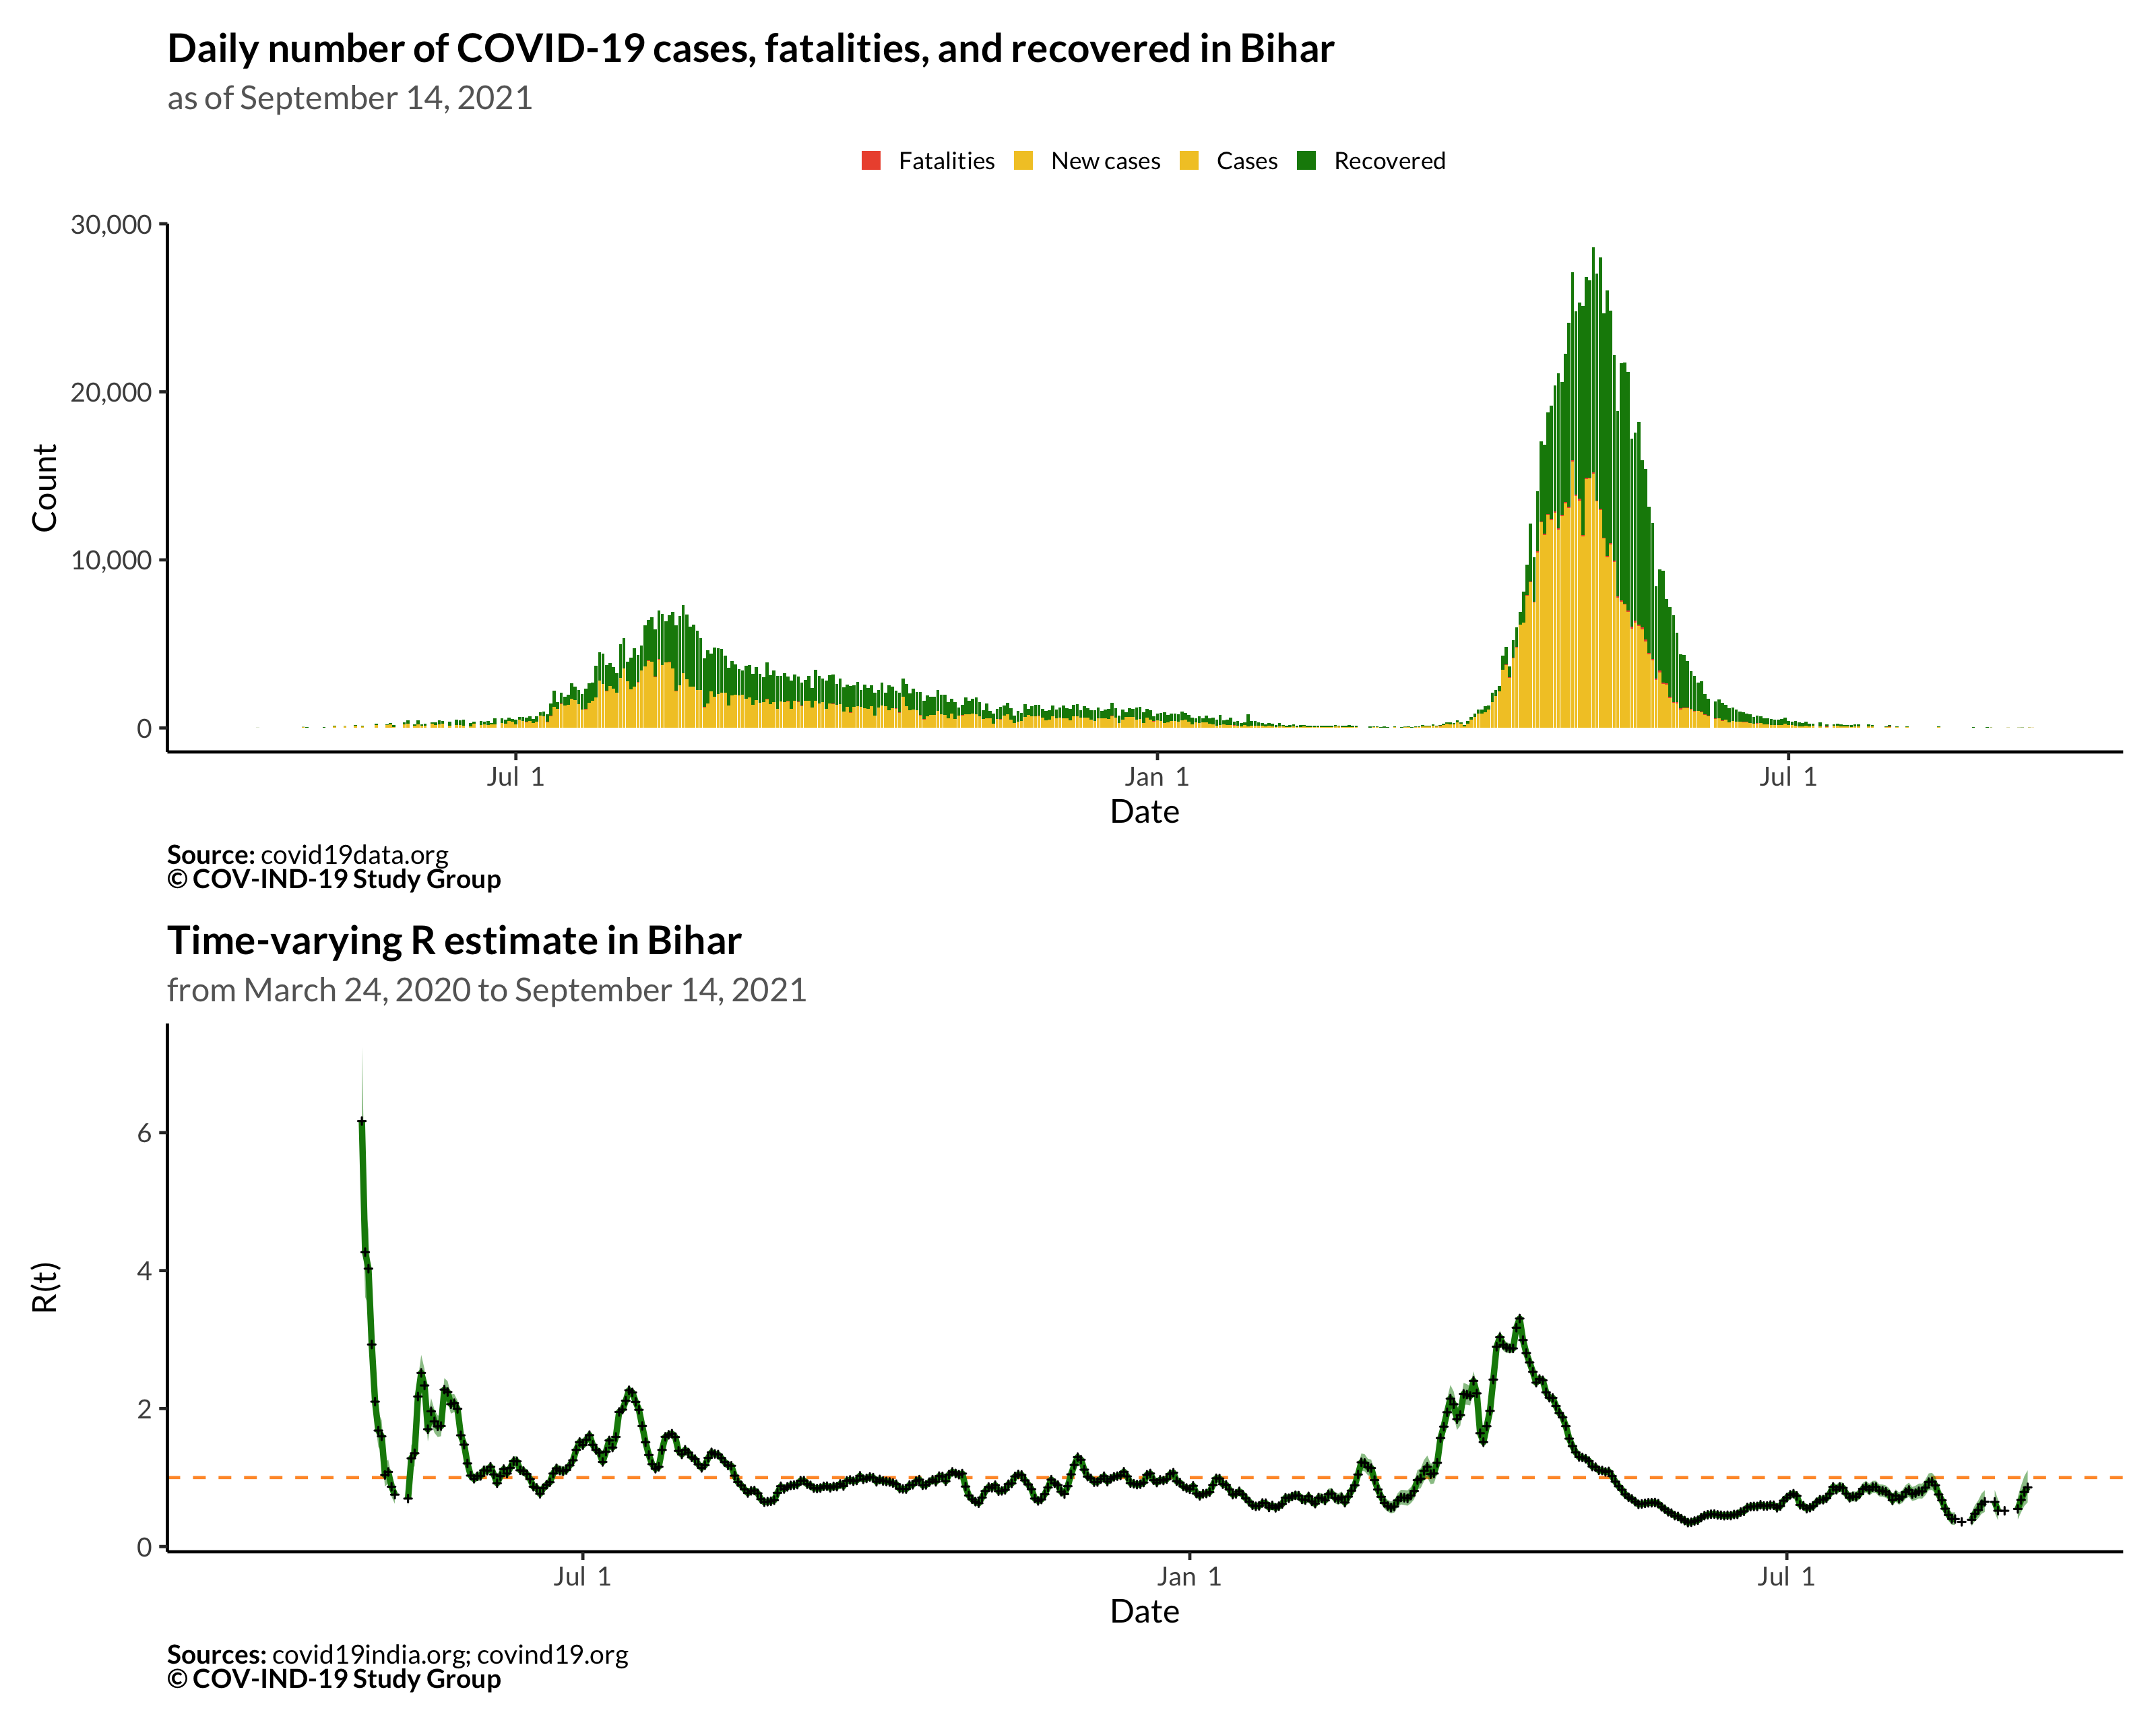 Daily number of COVID-19 cases, fatalities, and recovered in Bihar
as of September 14, 2021
Fatalities New cases Cases Recovered
30,000
20,000
10,000
0
Count
Jul 1 Jan 1 Jul 1
Date
Source: covid19data.org
© COV-IND-19 Study Group
Time-varying R estimate in Bihar
from March 24, 2020 to September 14, 2021
6
4
2
0
R(t)
Jul 1 Jan 1 Jul 1
Date
Sources: covid19india.org; covind19.org
© COV-IND-19 Study Group